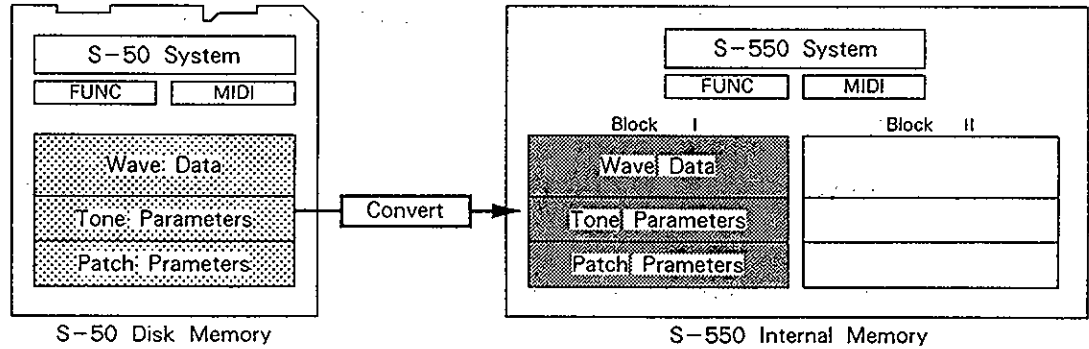 S-50 System
FUNC MIDI
Wave Data
Tone Parameters
Patch Prameters
S-50 Disk Memory
Convert
S-550 System
FUNC MIDI
Block I Block II
Wave Data
Tone Parameters
Patch Prameters
S-550 Internal Memory